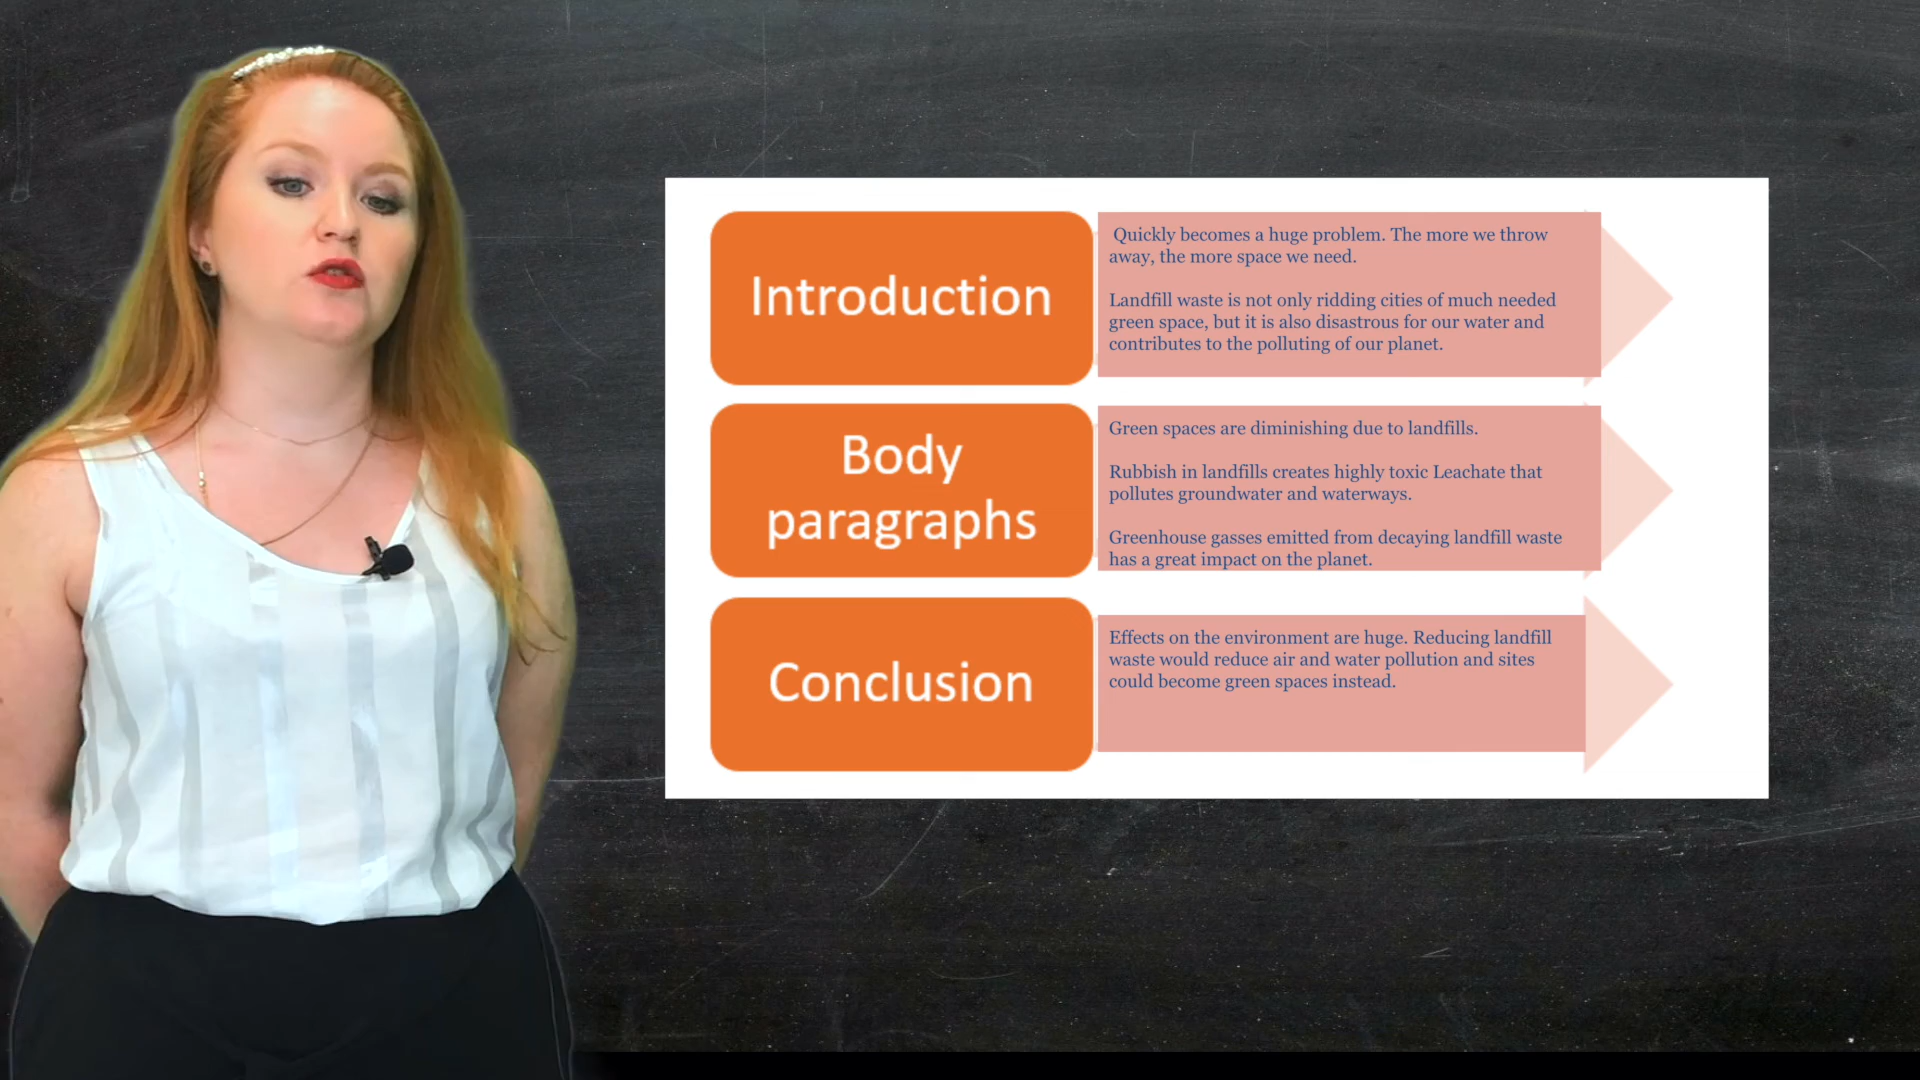 Introduction
Quickly becomes a huge problem. The more we throw
away, the more space we need.
Landfill waste is not only ridding cities of much needed
green space, but it is also disastrous for our water and
contributes to the polluting of our planet.
Body
paragraphs
Green spaces are diminishing due to landfills.
Rubbish in landfills creates highly toxic Leachate that
pollutes groundwater and waterways.
Greenhouse gasses emitted from decaying landfill waste
has a great impact on the planet.
Conclusion
Effects on the environment are huge. Reducing landfill
waste would reduce air and water pollution and sites
could become green spaces instead.